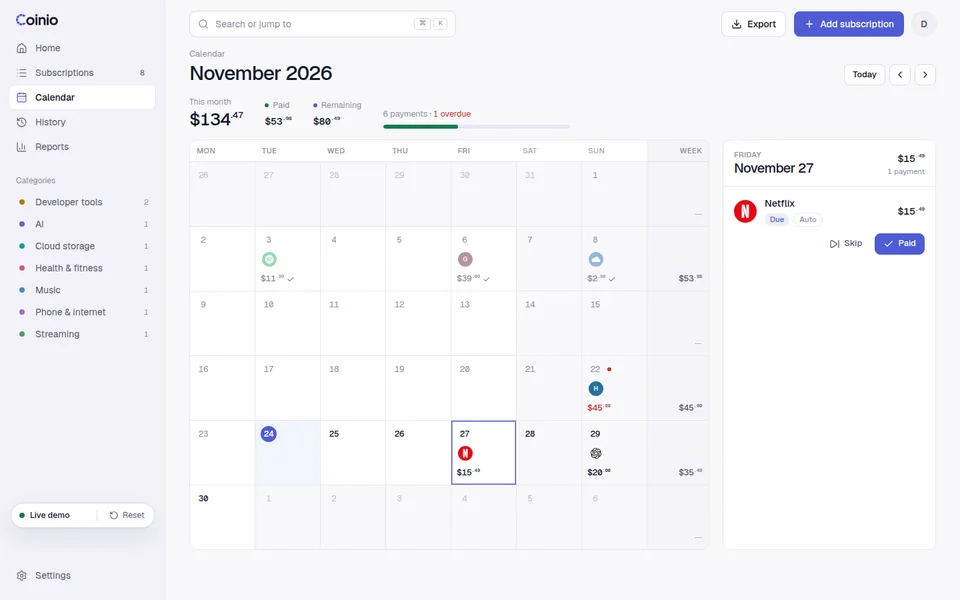 Coinio
Search or jump to
⌘ K
Export
+ Add subscription
D
Home
Subscriptions 8
Calendar
History
Reports
Categories
Developer tools 2
AI 1
Cloud storage 1
Health & fitness 1
Music 1
Phone & internet 1
Streaming 1
Live demo
Reset
Settings
Calendar
November 2026
Today
This month
$134.47
Paid
$53.98
Remaining
$80.49
6 payments · 1 overdue
MON TUE WED THU FRI SAT SUN WEEK
26 27 28 29 30 31 1
—
2 3 4 5 6 7 8
G
$11.99 $39.00 $2.99 $53.98
9 10 11 12 13 14 15
—
16 17 18 19 20 21 22
H
$45.00 $45.00
23 24 25 26 27 28 29
N
$15.49 $20.00 $35.49
30 1 2 3 4 5 6
—
FRIDAY
November 27
$15.49
1 payment
N
Netflix
Due Auto
$15.49
Skip
Paid